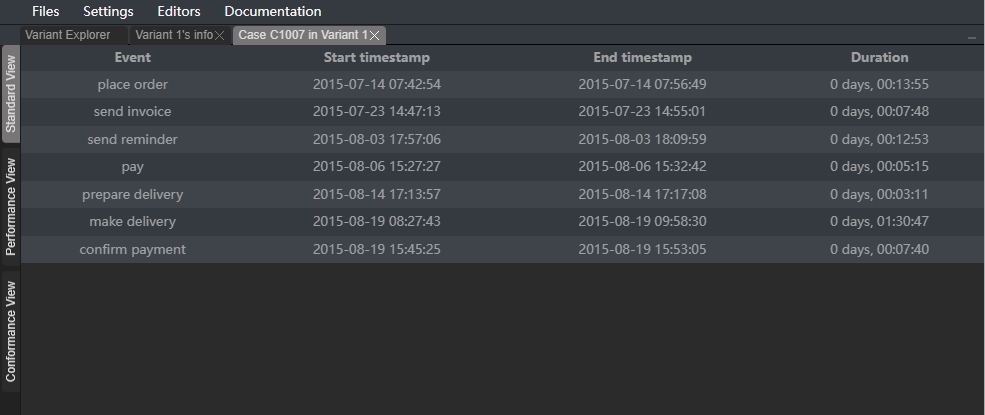 Files Settings Editors Documentation
Variant Explorer Variant 1's info Case C1007 in Variant 1
Event Start timestamp End timestamp Duration
place order 2015-07-14 07:42:54 2015-07-14 07:56:49 0 days, 00:13:55
send invoice 2015-07-23 14:47:13 2015-07-23 14:55:01 0 days, 00:07:48
send reminder 2015-08-03 17:57:06 2015-08-03 18:09:59 0 days, 00:12:53
pay 2015-08-06 15:27:27 2015-08-06 15:32:42 0 days, 00:05:15
prepare delivery 2015-08-14 17:13:57 2015-08-14 17:17:08 0 days, 00:03:11
make delivery 2015-08-19 08:27:43 2015-08-19 09:58:30 0 days, 01:30:47
confirm payment 2015-08-19 15:45:25 2015-08-19 15:53:05 0 days, 00:07:40
Standard View
Performance View
Conformance View